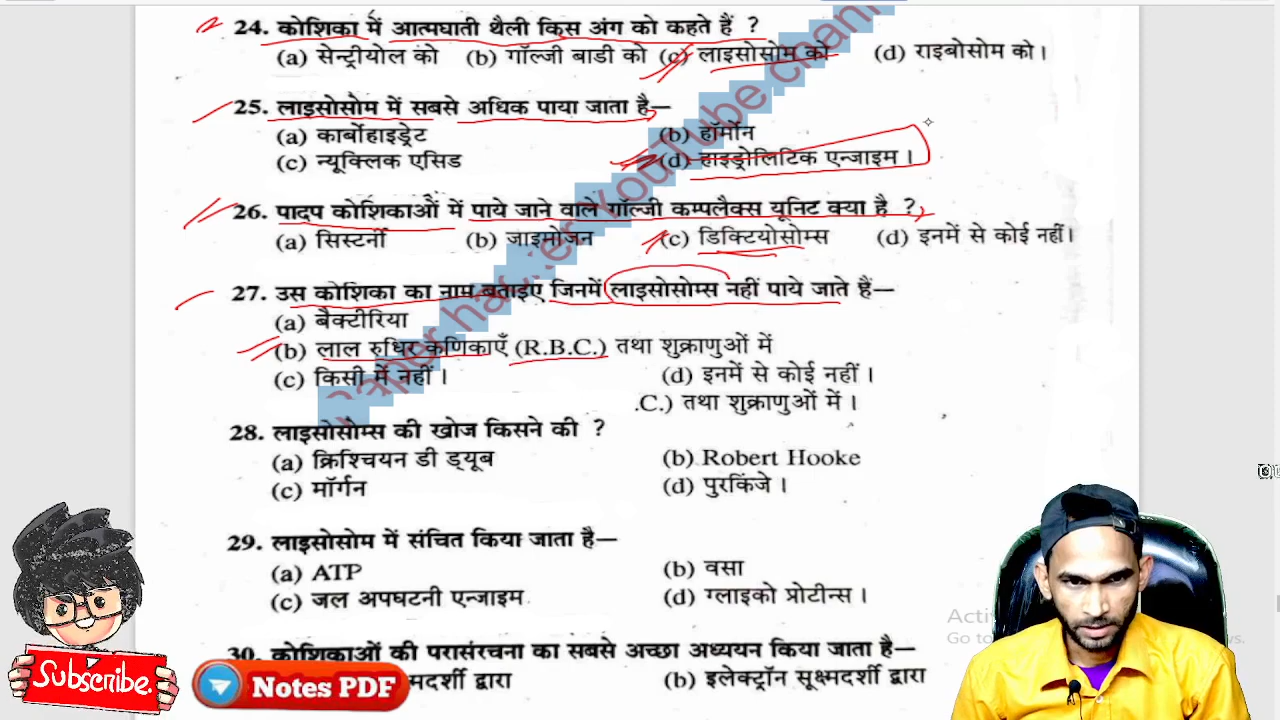 24. कोशिका में आत्मघाती थैली किस अंग को कहते हैं ?
(a) सेन्ट्रीयोल को (b) गॉल्जी बाडी को (c) लाइसोसोम को (d) राइबोसोम को।
25. लाइसोसोम में सबसे अधिक पाया जाता है—
(a) कार्बोहाइड्रेट (b) हॉर्मोन
(c) न्यूक्लिक एसिड (d) हाइड्रोलिटिक एन्जाइम।
26. पादप कोशिकाओं में पाये जाने वाले गॉल्जी कम्पलैक्स यूनिट क्या है ?
(a) सिस्टर्नी (b) जाइमोजन (c) डिक्टियोसोम्स (d) इनमें से कोई नहीं।
27. उस कोशिका का नाम बताइए जिनमें लाइसोसोम्स नहीं पाये जाते हैं—
(a) बैक्टीरिया
(b) लाल रुधिर कणिकाएँ (R.B.C.) तथा शुक्राणुओं में
(c) किसी में नहीं। (d) इनमें से कोई नहीं।
.C.) तथा शुक्राणुओं में।
28. लाइसोसोम्स की खोज किसने की ?
(a) क्रिश्चियन डी ड्यूब (b) Robert Hooke
(c) मॉर्गन (d) पुरकिंजे।
29. लाइसोसोम में संचित किया जाता है—
(a) ATP (b) वसा
(c) जल अपघटनी एन्जाइम (d) ग्लाइको प्रोटीन्स।
30. कोशिकाओं की परासंरचना का सबसे अच्छा अध्ययन किया जाता है—
मदर्शी द्वारा (b) इलेक्ट्रॉन सूक्ष्मदर्शी द्वारा
YouTube
Subscribe.
Notes PDF
Go to